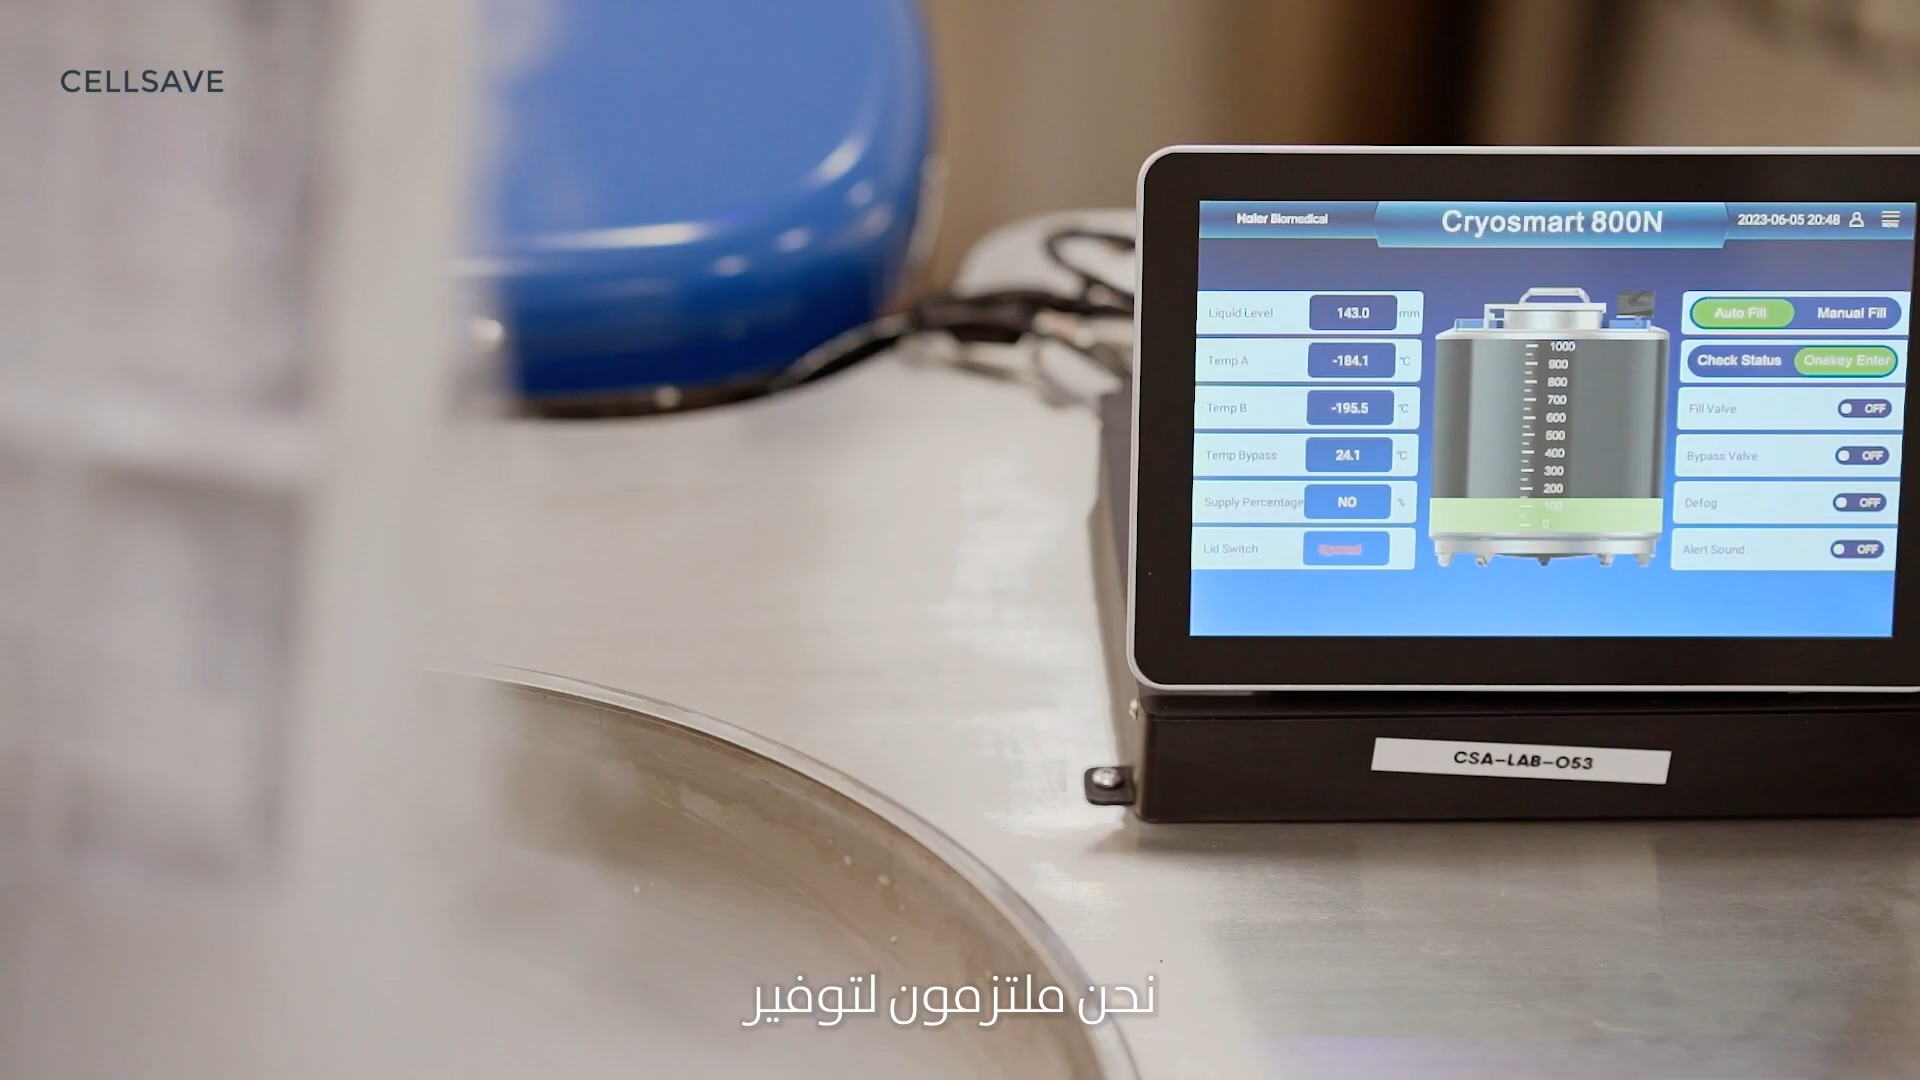 CELLSAVE
Haier Biomedical
Cryosmart 800N
2023-06-05 20:48
Liquid Level 143.0 mm
Temp A -184.1 ℃
Temp B -195.5 ℃
Temp Bypass 24.1 ℃
Supply Percentage NO %
Lid Switch Opened
1000
900
800
700
600
500
400
300
200
100
0
Auto Fill Manual Fill
Check Status Onekey Enter
Fill Valve OFF
Bypass Valve OFF
Defog OFF
Alert Sound OFF
CSA-LAB-053
نحن ملتزمون لتوفير